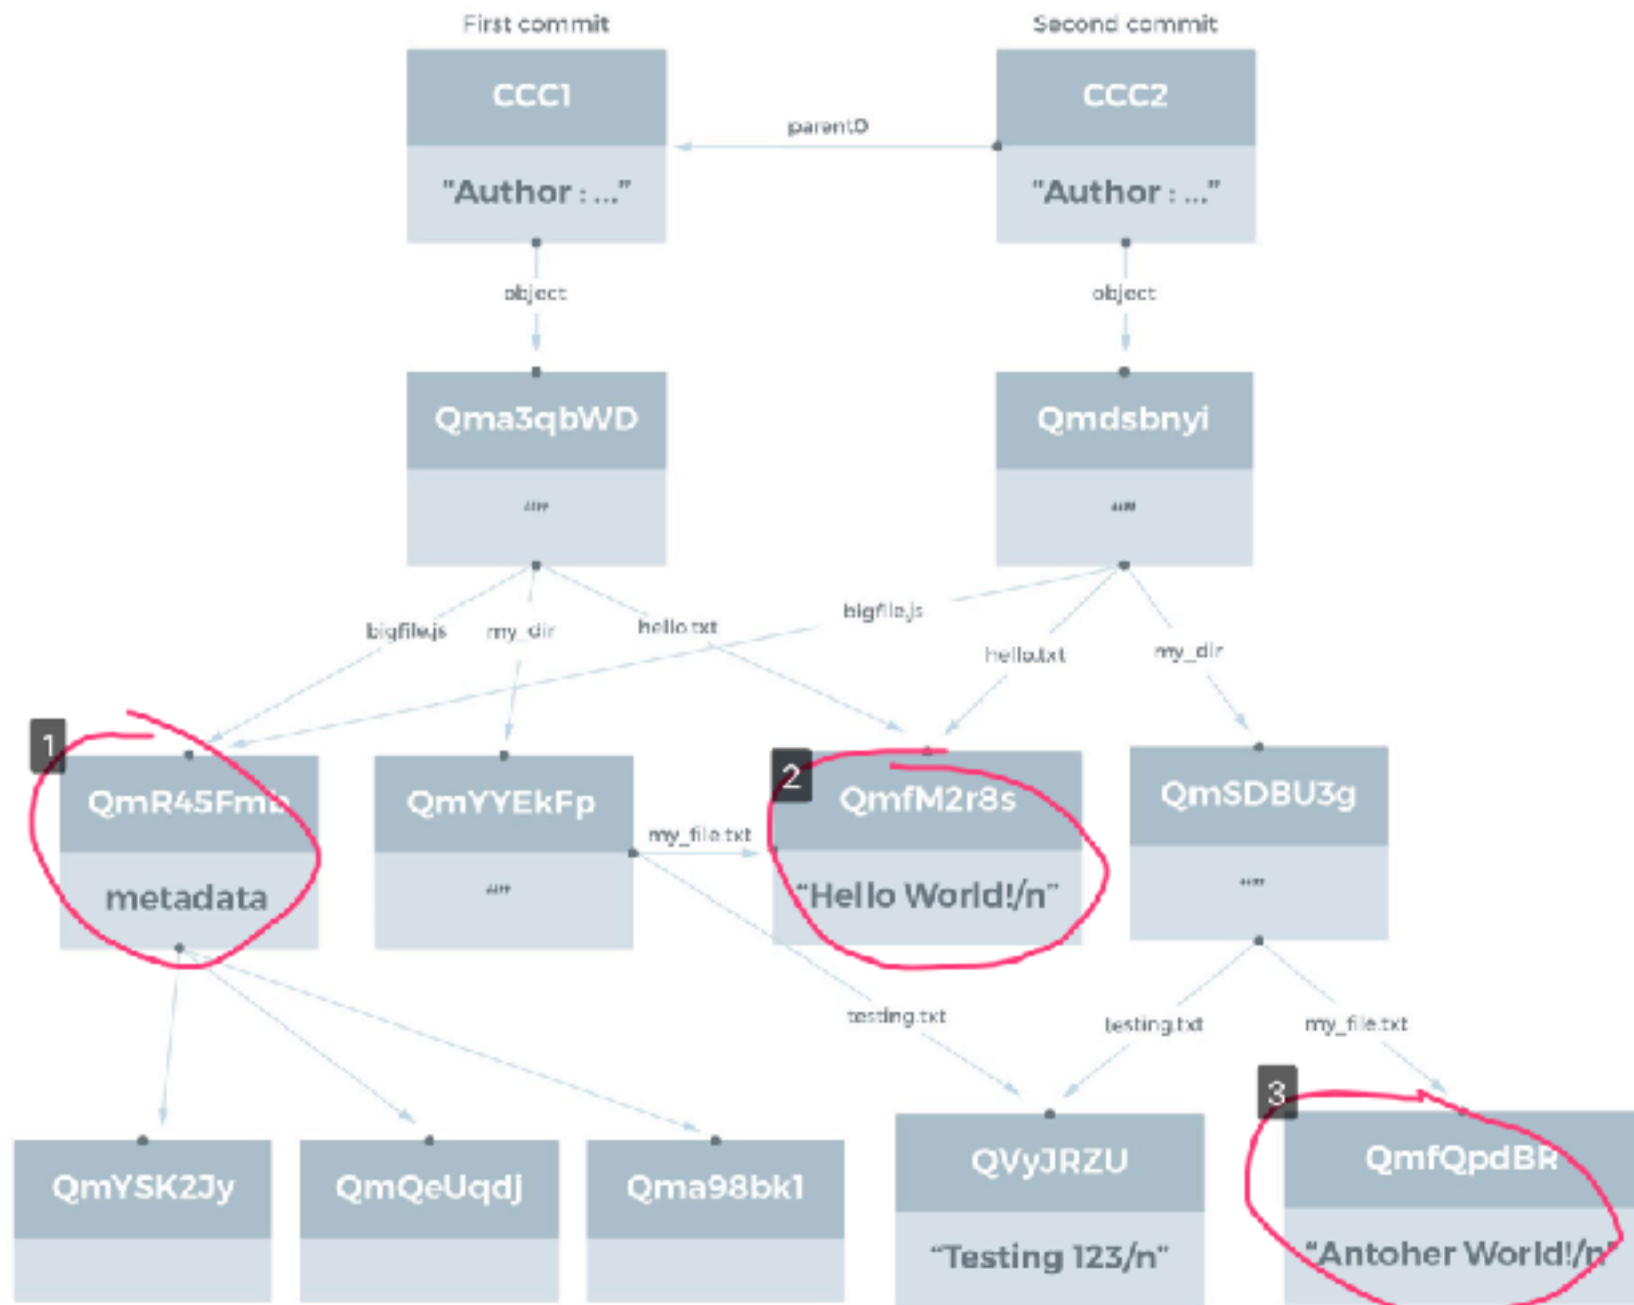 First commit
Second commit
CCC1
CCC2
parent0
"Author : ..."
"Author : ..."
object
object
Qma3qbWD
Qmdsbnyi
“”
“”
bigfile.js
my_dir
hello.txt
bigfile.js
hello.txt
my_dir
1
2
QmR45Fmb
QmYYEkFp
QmfM2r8s
QmSDBU3g
my_file.txt
metadata
“”
“Hello World!/n”
“”
testing.txt
testing.txt
my_file.txt
3
QmYSK2Jy
QmQeUqdj
Qma98bk1
QVyJRZU
QmfQpdBR
“Testing 123/n”
“Antoher World!/n”